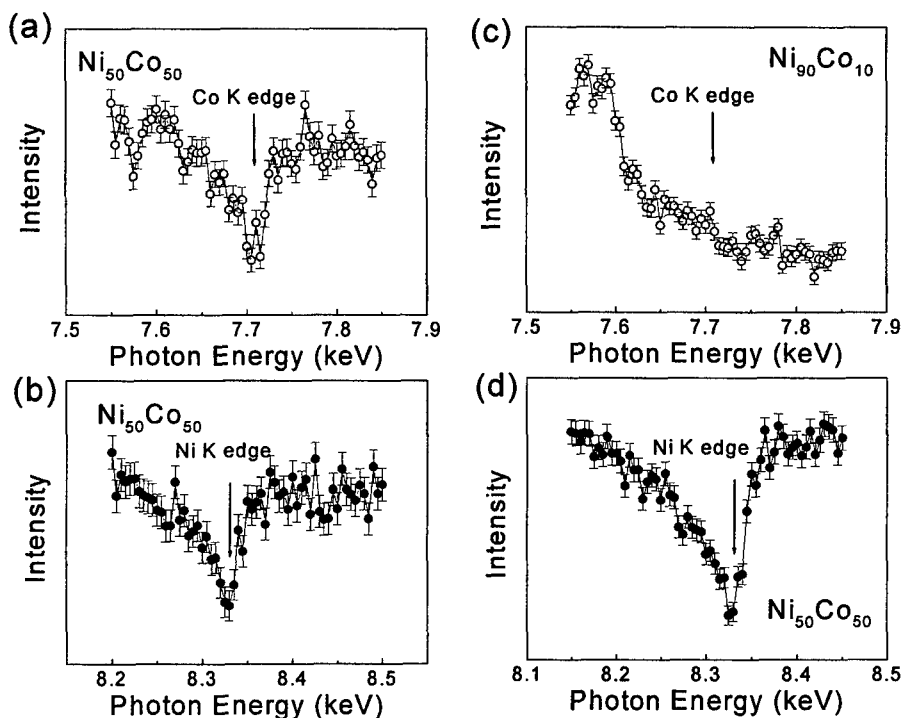 (a)
Ni50Co50
Co K edge
Intensity
7.5 7.6 7.7 7.8 7.9
Photon Energy (keV)
(c)
Ni90Co10
Co K edge
Intensity
7.5 7.6 7.7 7.8 7.9
Photon Energy (keV)
(b)
Ni50Co50
Ni K edge
Intensity
8.2 8.3 8.4 8.5
Photon Energy (keV)
(d)
Ni K edge
Ni50Co50
Intensity
8.1 8.2 8.3 8.4 8.5
Photon Energy (keV)